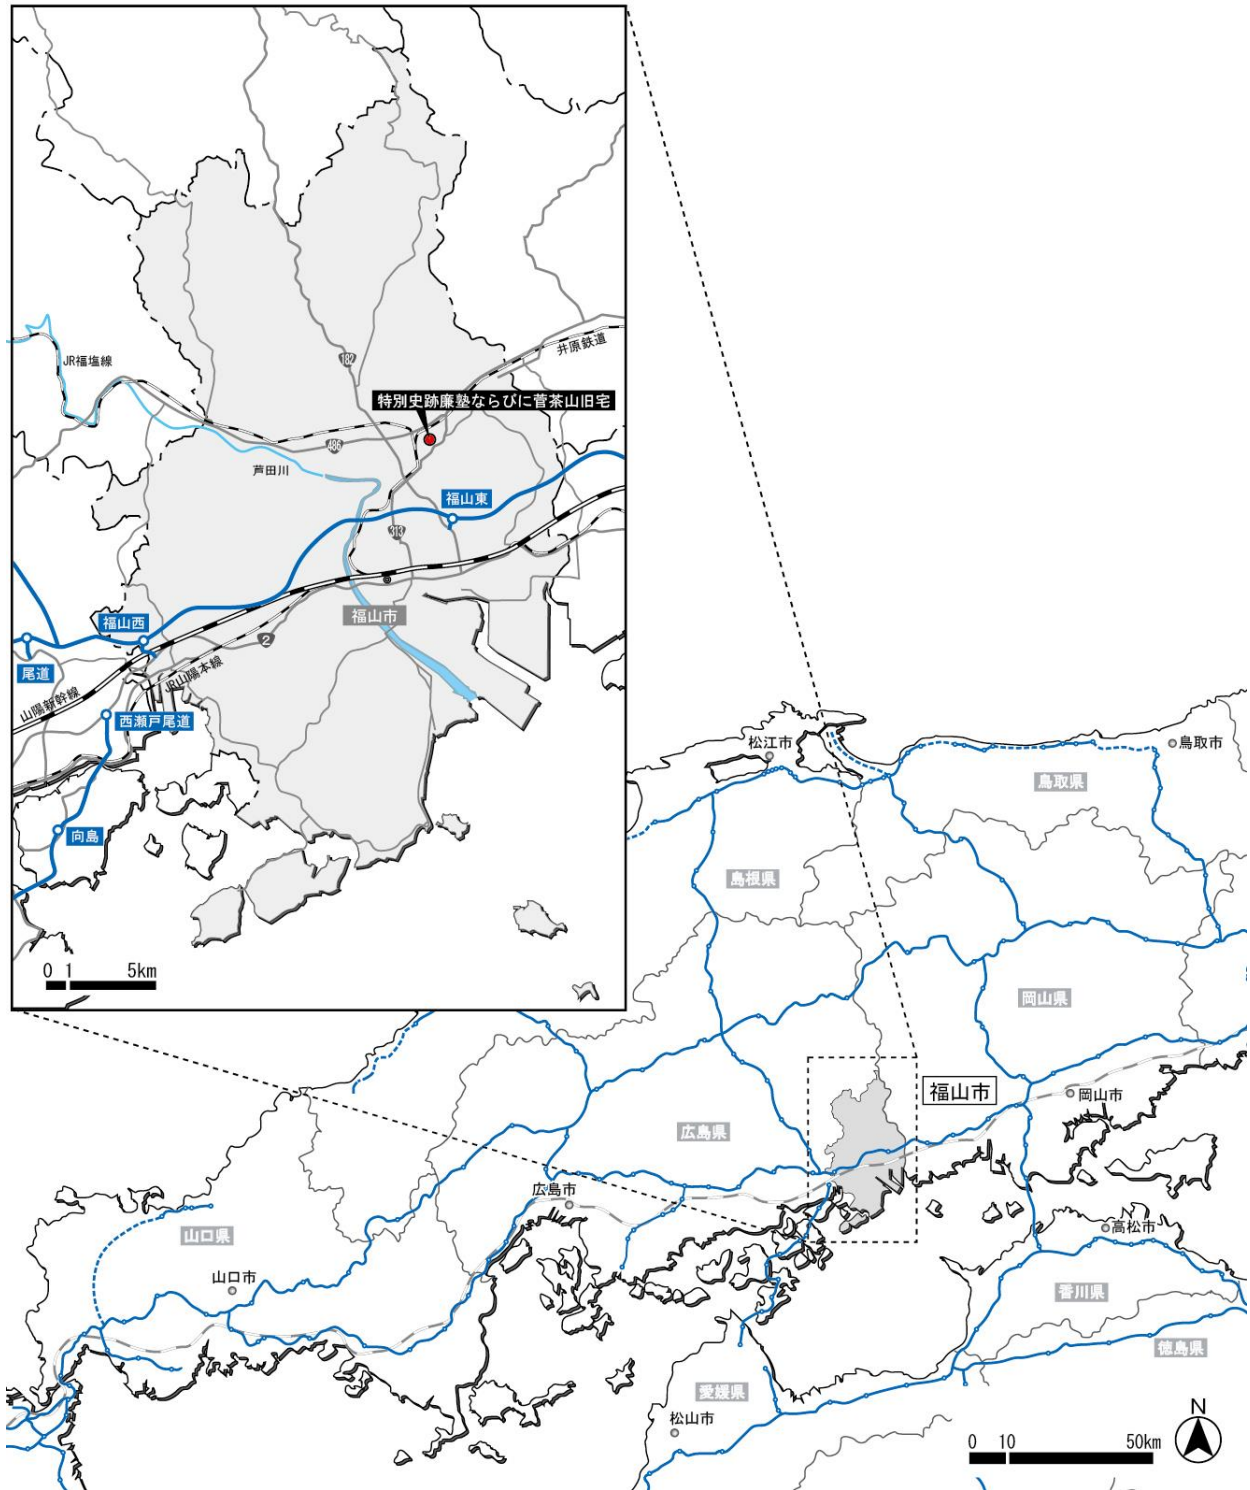 JR福塩線
井原鉄道
182
特別史跡廉塾ならびに菅茶山旧宅
486
芦田川
福山東
313
福山市
福山西
2
尾道
JR山陽本線
山陽新幹線
西瀬戸尾道
向島
0 1 5km
松江市
鳥取市
鳥取県
島根県
岡山県
福山市
岡山市
広島県
広島市
高松市
山口県
山口市
香川県
徳島県
愛媛県
松山市
N
0 10 50km